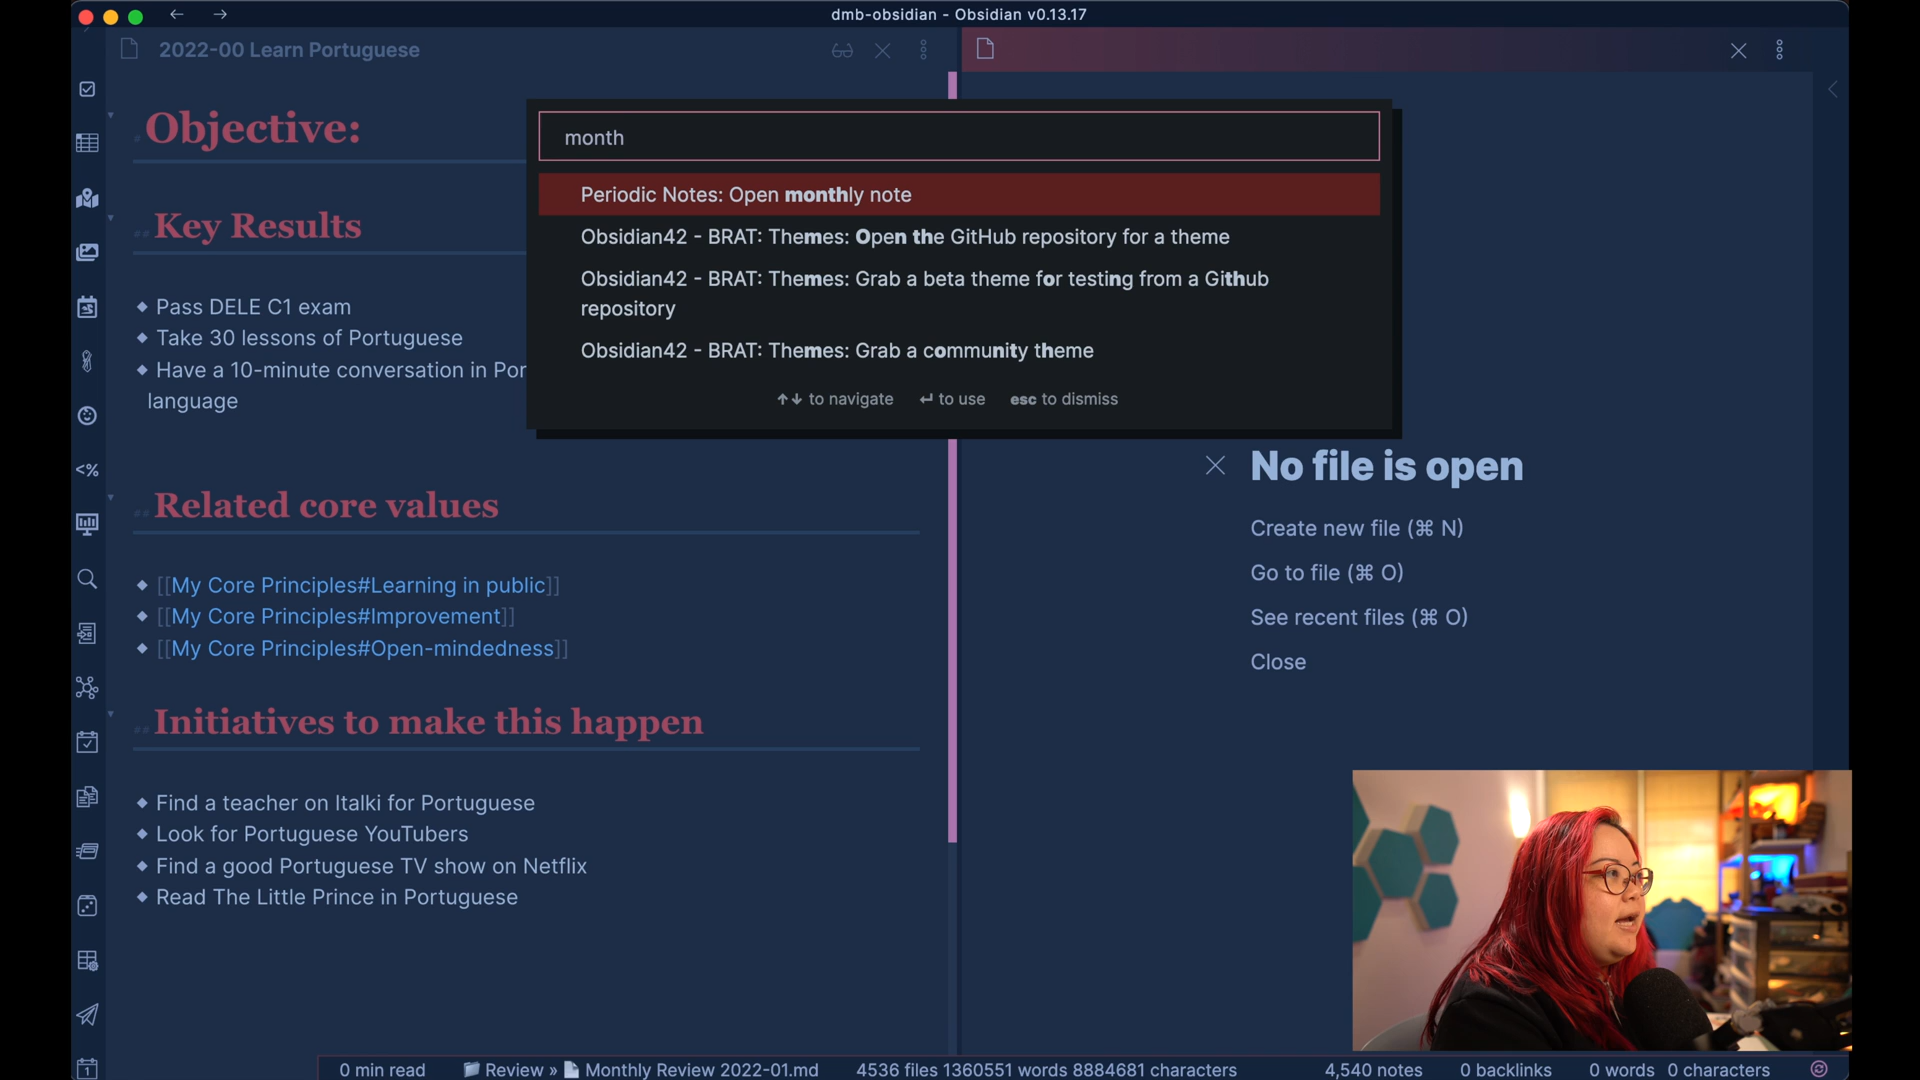 dmb-obsidian - Obsidian v0.13.17
2022-00 Learn Portuguese
# Objective:
## Key Results
Pass DELE C1 exam
Take 30 lessons of Portuguese
Have a 10-minute conversation in Por
language
## Related core values
[[My Core Principles#Learning in public]]
[[My Core Principles#Improvement]]
[[My Core Principles#Open-mindedness]]
## Initiatives to make this happen
Find a teacher on Italki for Portuguese
Look for Portuguese YouTubers
Find a good Portuguese TV show on Netflix
Read The Little Prince in Portuguese
month
Periodic Notes: Open monthly note
Obsidian42 - BRAT: Themes: Open the GitHub repository for a theme
Obsidian42 - BRAT: Themes: Grab a beta theme for testing from a Github
repository
Obsidian42 - BRAT: Themes: Grab a community theme
↑↓ to navigate ↵ to use esc to dismiss
No file is open
Create new file (⌘ N)
Go to file (⌘ O)
See recent files (⌘ O)
Close
<%
1
0 min read Review » Monthly Review 2022-01.md 4536 files 1360551 words 8884681 characters 4,540 notes 0 backlinks 0 words 0 characters